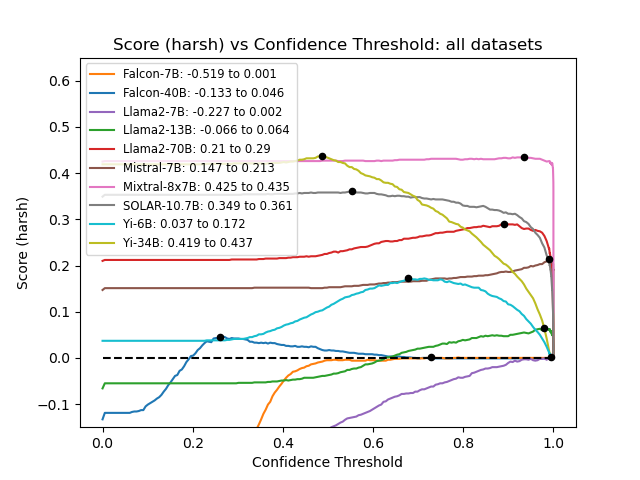 Score (harsh) vs Confidence Threshold: all datasets
Falcon-7B: -0.519 to 0.001
Falcon-40B: -0.133 to 0.046
Llama2-7B: -0.227 to 0.002
Llama2-13B: -0.066 to 0.064
Llama2-70B: 0.21 to 0.29
Mistral-7B: 0.147 to 0.213
Mixtral-8x7B: 0.425 to 0.435
SOLAR-10.7B: 0.349 to 0.361
Yi-6B: 0.037 to 0.172
Yi-34B: 0.419 to 0.437
Score (harsh)
0.6
0.5
0.4
0.3
0.2
0.1
0.0
−0.1
0.0 0.2 0.4 0.6 0.8 1.0
Confidence Threshold